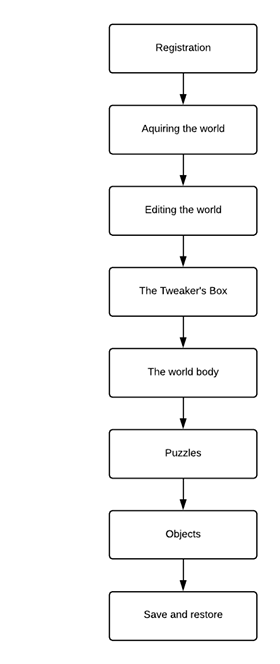 Registration
Aquiring the world
Editing the world
The Tweaker's Box
The world body
Puzzles
Objects
Save and restore